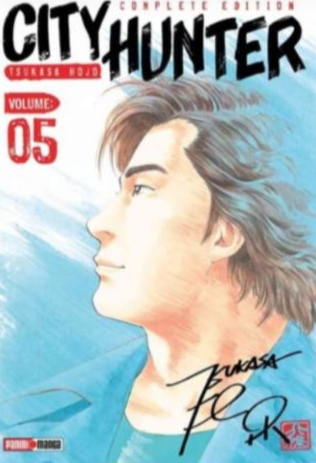 COMPLETE EDITION
CITY HUNTER
TSUKASA HOJO
VOLUME:
05
TSUKASA
PANINI MANGA